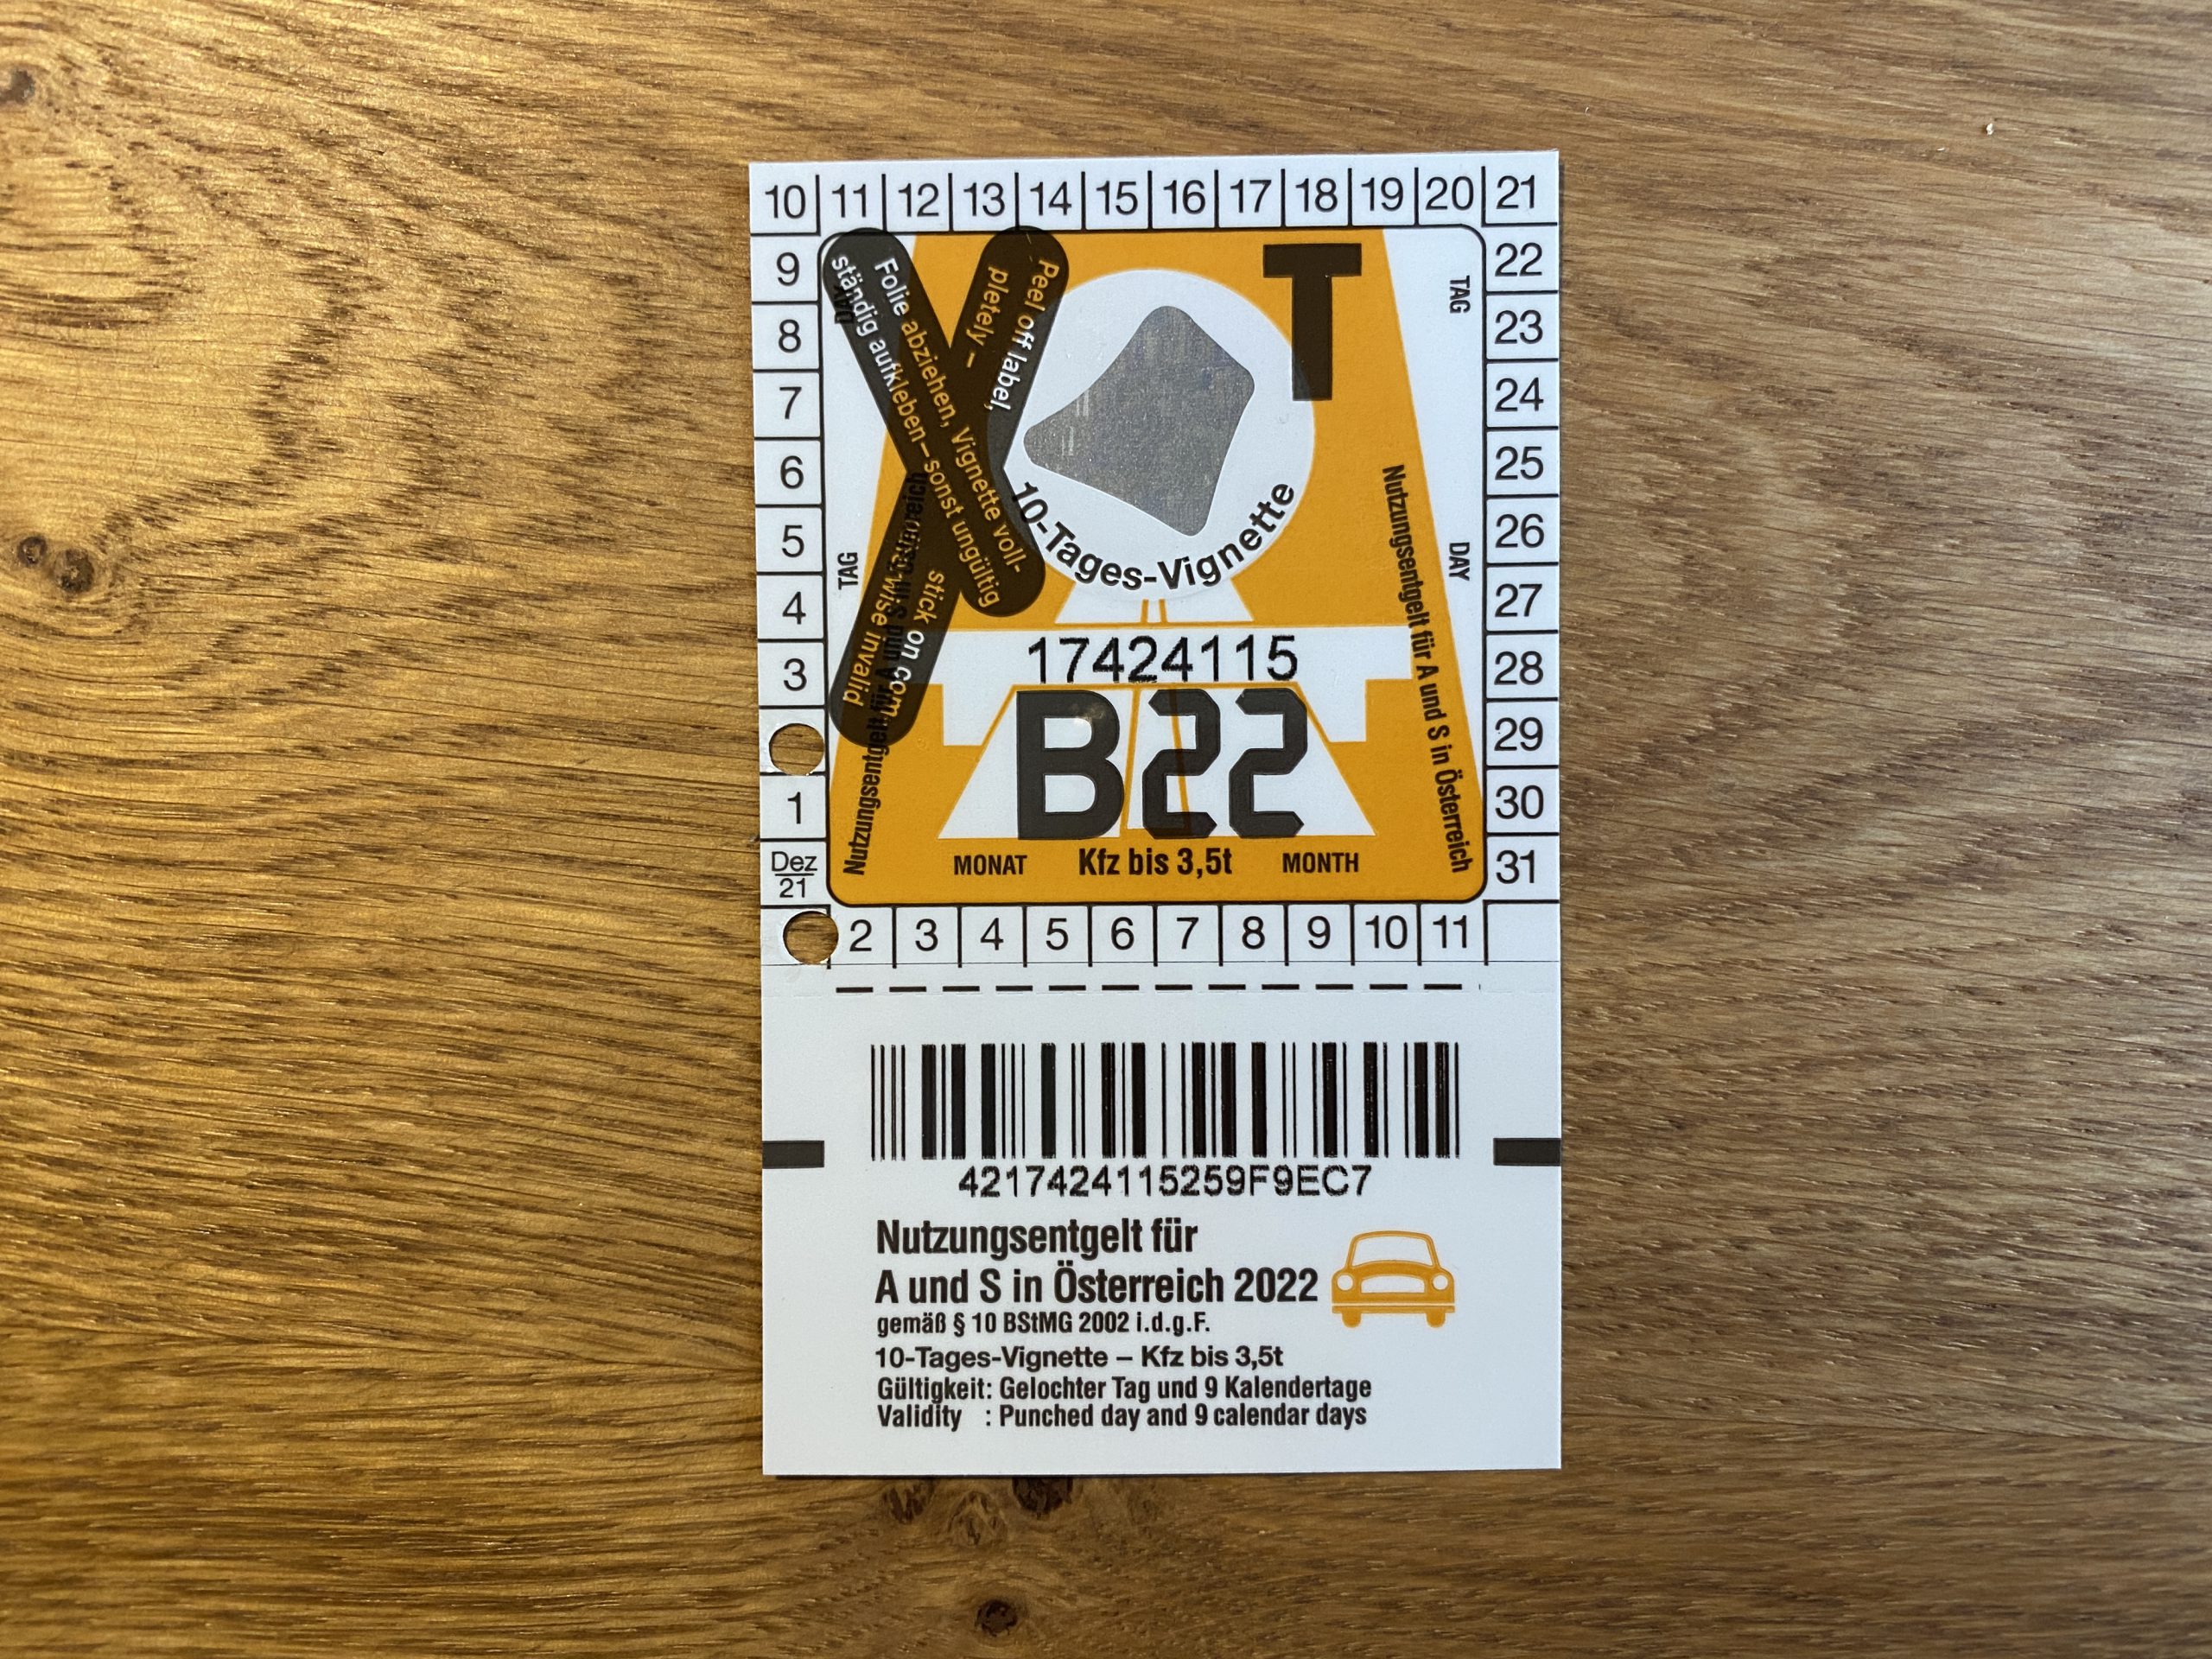 10 11 12 13 14 15 16 17 18 19 20 21
9 8 7 6 5 4 3 1
Dez
21
22 23 24 25 26 27 28 29 30 31
Folie abziehen, Vignette voll-
ständig aufkleben – sonst ungültig
Peel off label, stick on com-
pletely – otherwise invalid
T
TAG
TAG
DAY
10-Tages-Vignette
Nutzungsentgelt für A und S in Österreich
Nutzungsentgelt für A und S in Österreich
17424115
B22
MONAT Kfz bis 3,5t MONTH
2 3 4 5 6 7 8 9 10 11
4217424115259F9EC7
Nutzungsentgelt für
A und S in Österreich 2022
gemäß § 10 BStMG 2002 i.d.g.F.
10-Tages-Vignette – Kfz bis 3,5t
Gültigkeit: Gelochter Tag und 9 Kalendertage
Validity : Punched day and 9 calendar days